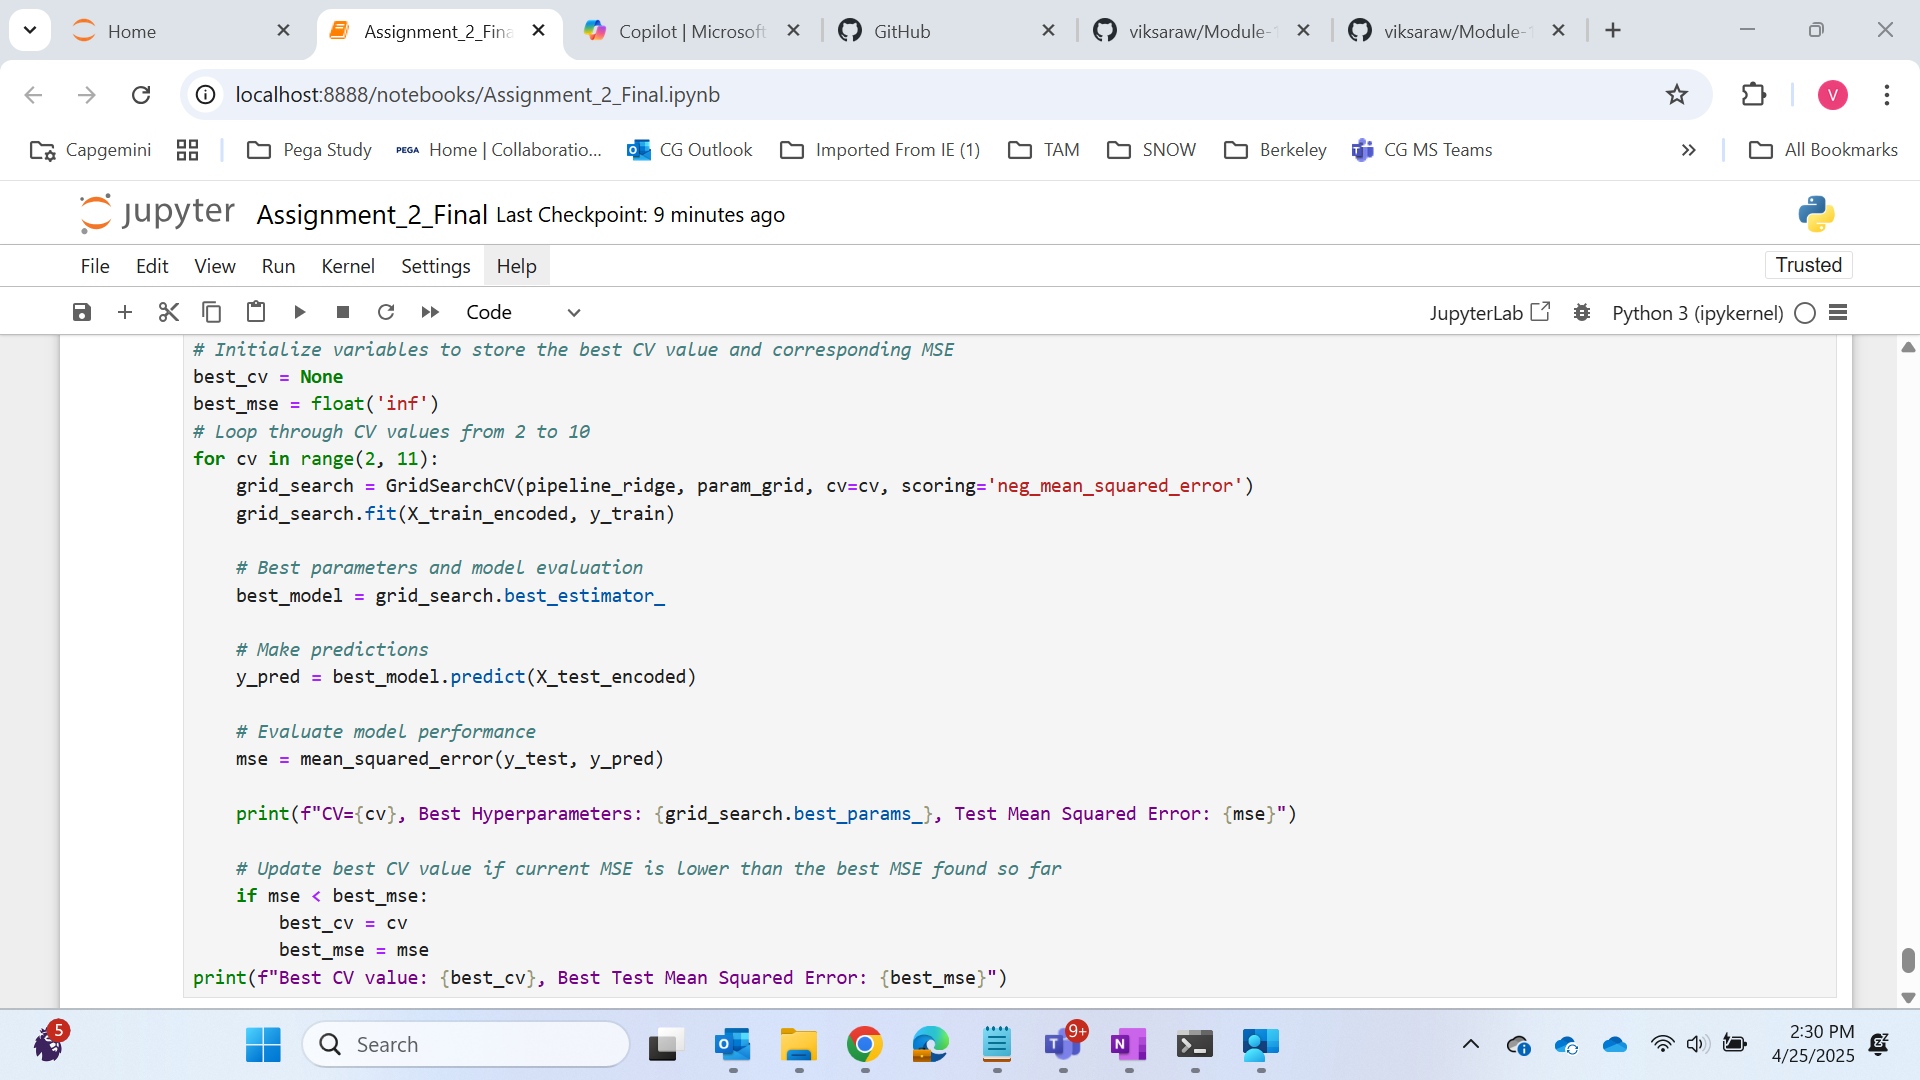 Home
Assignment_2_Fina
Copilot | Microsoft
GitHub
viksaraw/Module-1
viksaraw/Module-1
localhost:8888/notebooks/Assignment_2_Final.ipynb
V
Capgemini
Pega Study
PEGA
Home | Collaboratio...
CG Outlook
Imported From IE (1)
TAM
SNOW
Berkeley
CG MS Teams
All Bookmarks
jupyter
Assignment_2_Final
Last Checkpoint: 9 minutes ago
File
Edit
View
Run
Kernel
Settings
Help
Trusted
Code
JupyterLab
Python 3 (ipykernel)
# Initialize variables to store the best CV value and corresponding MSE
best_cv = None
best_mse = float('inf')
# Loop through CV values from 2 to 10
for cv in range(2, 11):
    grid_search = GridSearchCV(pipeline_ridge, param_grid, cv=cv, scoring='neg_mean_squared_error')
    grid_search.fit(X_train_encoded, y_train)
    # Best parameters and model evaluation
    best_model = grid_search.best_estimator_
    # Make predictions
    y_pred = best_model.predict(X_test_encoded)
    # Evaluate model performance
    mse = mean_squared_error(y_test, y_pred)
    print(f"CV={cv}, Best Hyperparameters: {grid_search.best_params_}, Test Mean Squared Error: {mse}")
    # Update best CV value if current MSE is lower than the best MSE found so far
    if mse < best_mse:
        best_cv = cv
        best_mse = mse
print(f"Best CV value: {best_cv}, Best Test Mean Squared Error: {best_mse}")
5
Search
9+
2:30 PM
4/25/2025